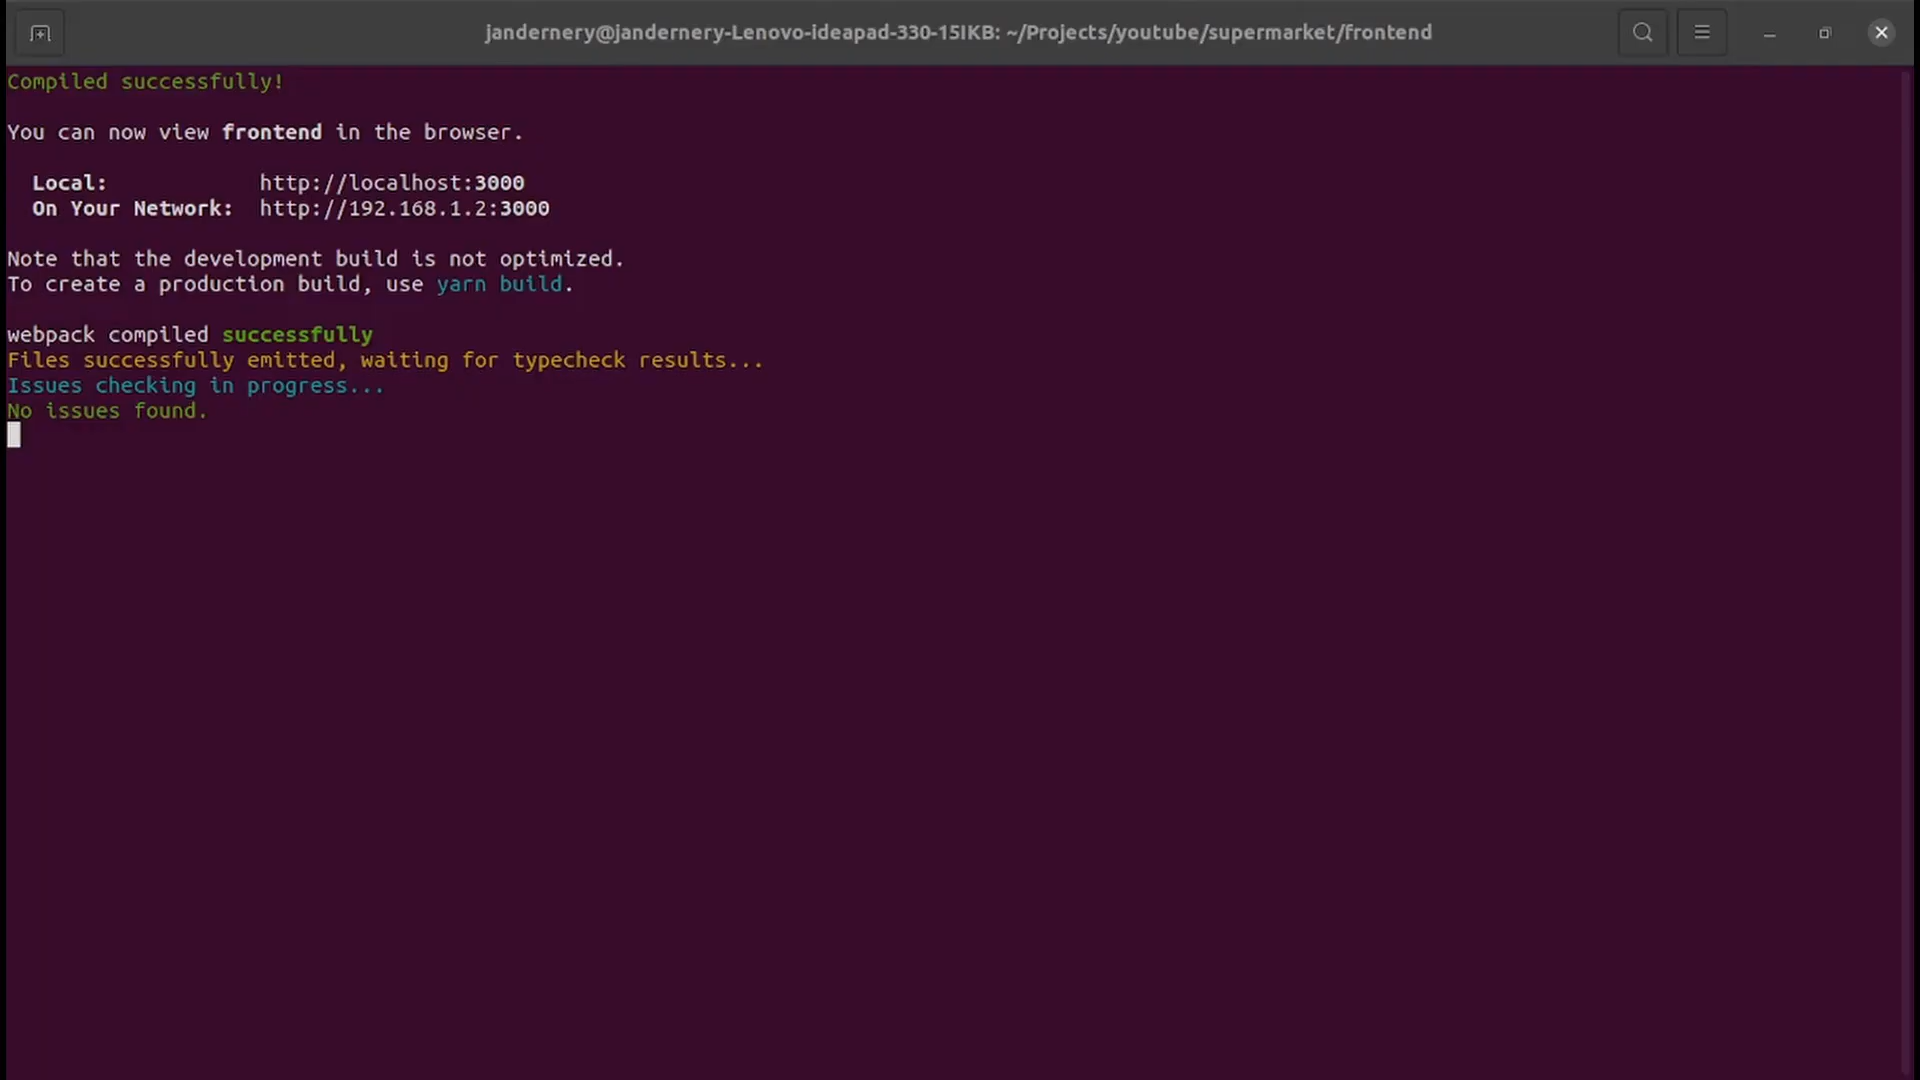 jandernery@jandernery-Lenovo-ideapad-330-15IKB: ~/Projects/youtube/supermarket/frontend
Compiled successfully!
You can now view frontend in the browser.
Local: http://localhost:3000
On Your Network: http://192.168.1.2:3000
Note that the development build is not optimized.
To create a production build, use yarn build.
webpack compiled successfully
Files successfully emitted, waiting for typecheck results...
Issues checking in progress...
No issues found.